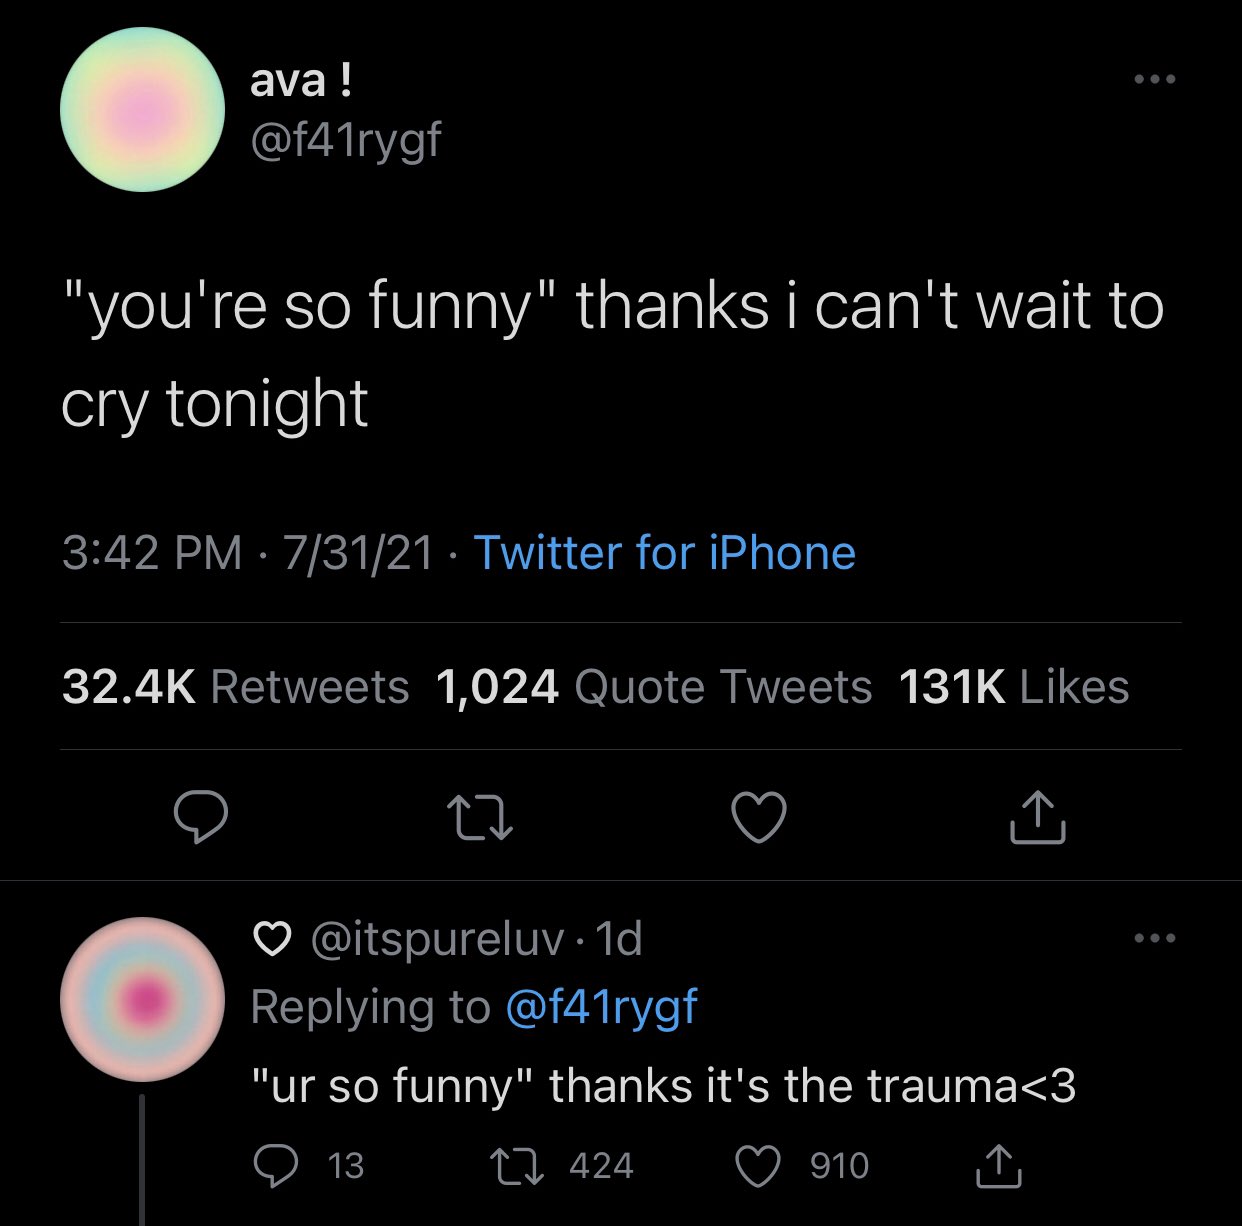 ava !
@f41rygf
"you're so funny" thanks i can't wait to
cry tonight
3:42 PM · 7/31/21 · Twitter for iPhone
32.4K Retweets 1,024 Quote Tweets 131K Likes
♡ @itspureluv · 1d
Replying to @f41rygf
"ur so funny" thanks it's the trauma<3
13 424 910